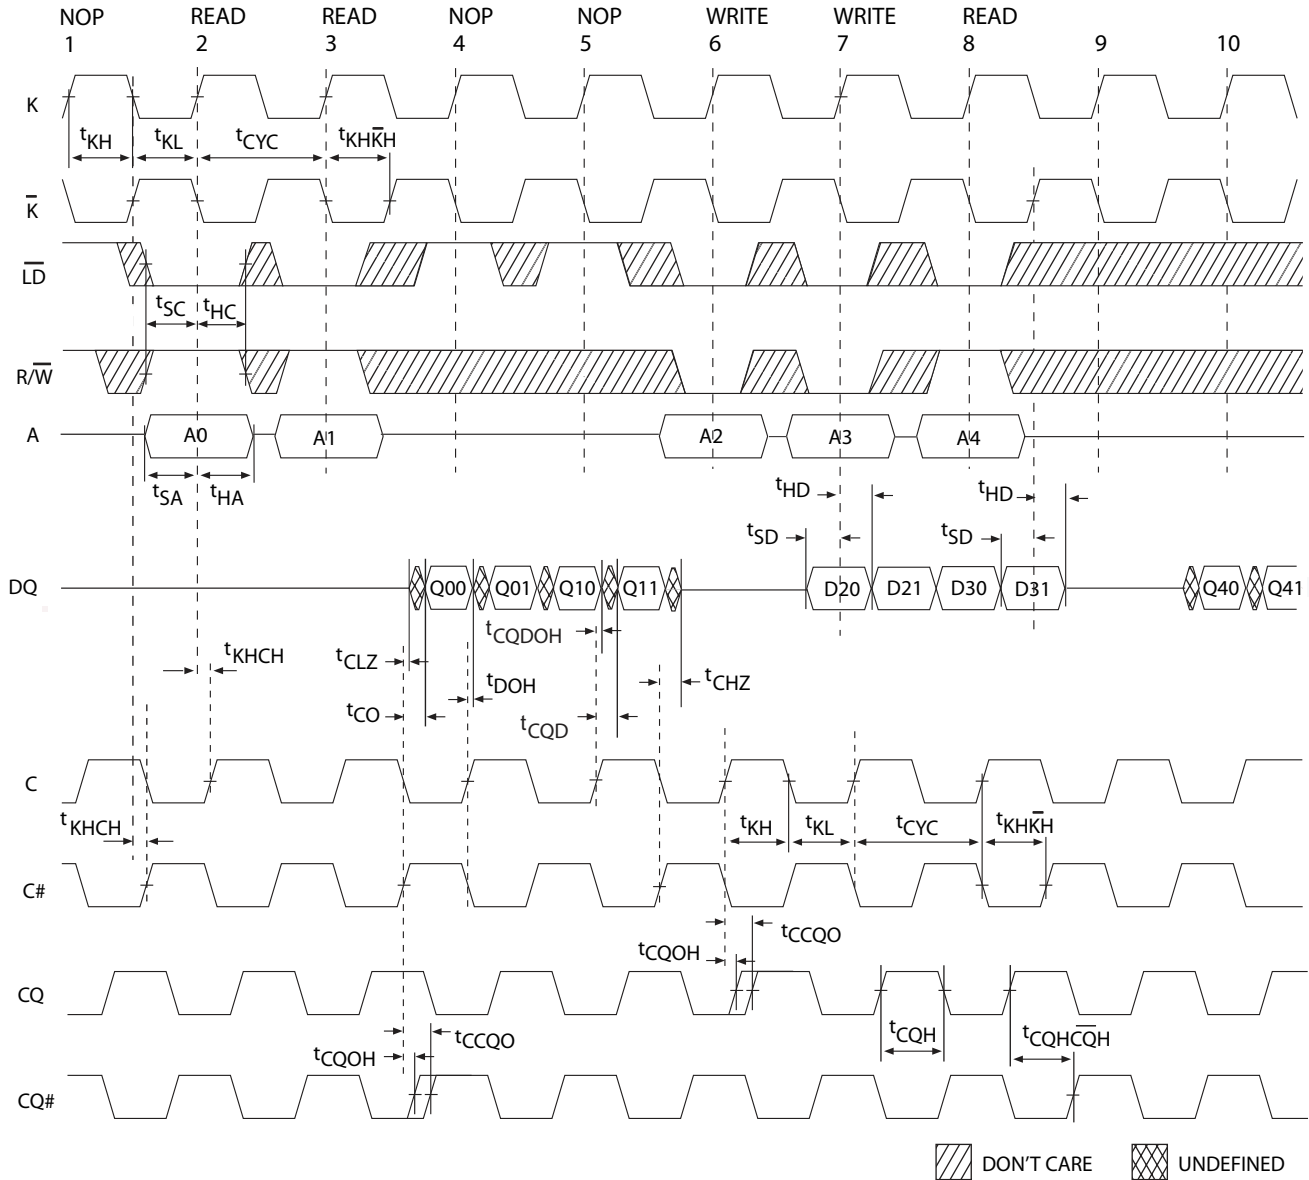 NOP READ READ NOP NOP WRITE WRITE READ
1 2 3 4 5 6 7 8 9 10
K
tKH tKL tCYC tKHK̅H
K̅
L̅D̅
tSC tHC
R/W̅
A A0 A1 A2 A3 A4
tSA tHA tHD tHD
tSD tSD
DQ Q00 Q01 Q10 Q11 D20 D21 D30 D31 Q40 Q41
tCQDOH
tKHCH tCLZ tDOH tCHZ
tCO tCQD
C
tKHCH tKH tKL tCYC tKHK̅H
C#
tCCQO
tCQOH
CQ
tCCQO tCQH tCQHC̅Q̅H
tCQOH
CQ#
DON'T CARE UNDEFINED